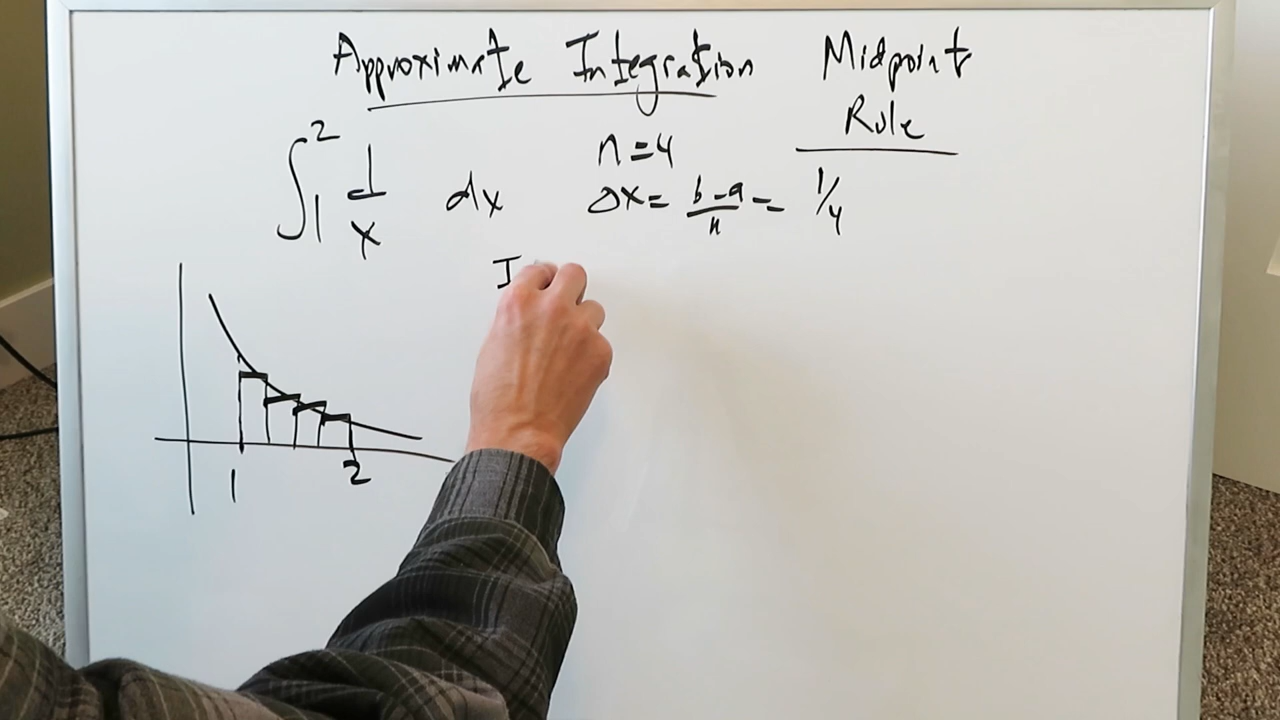 Approximate Integration Midpoint
Rule
∫₁² 1/x dx
n=4
Δx = b-a/n = 1/4
I
1 2